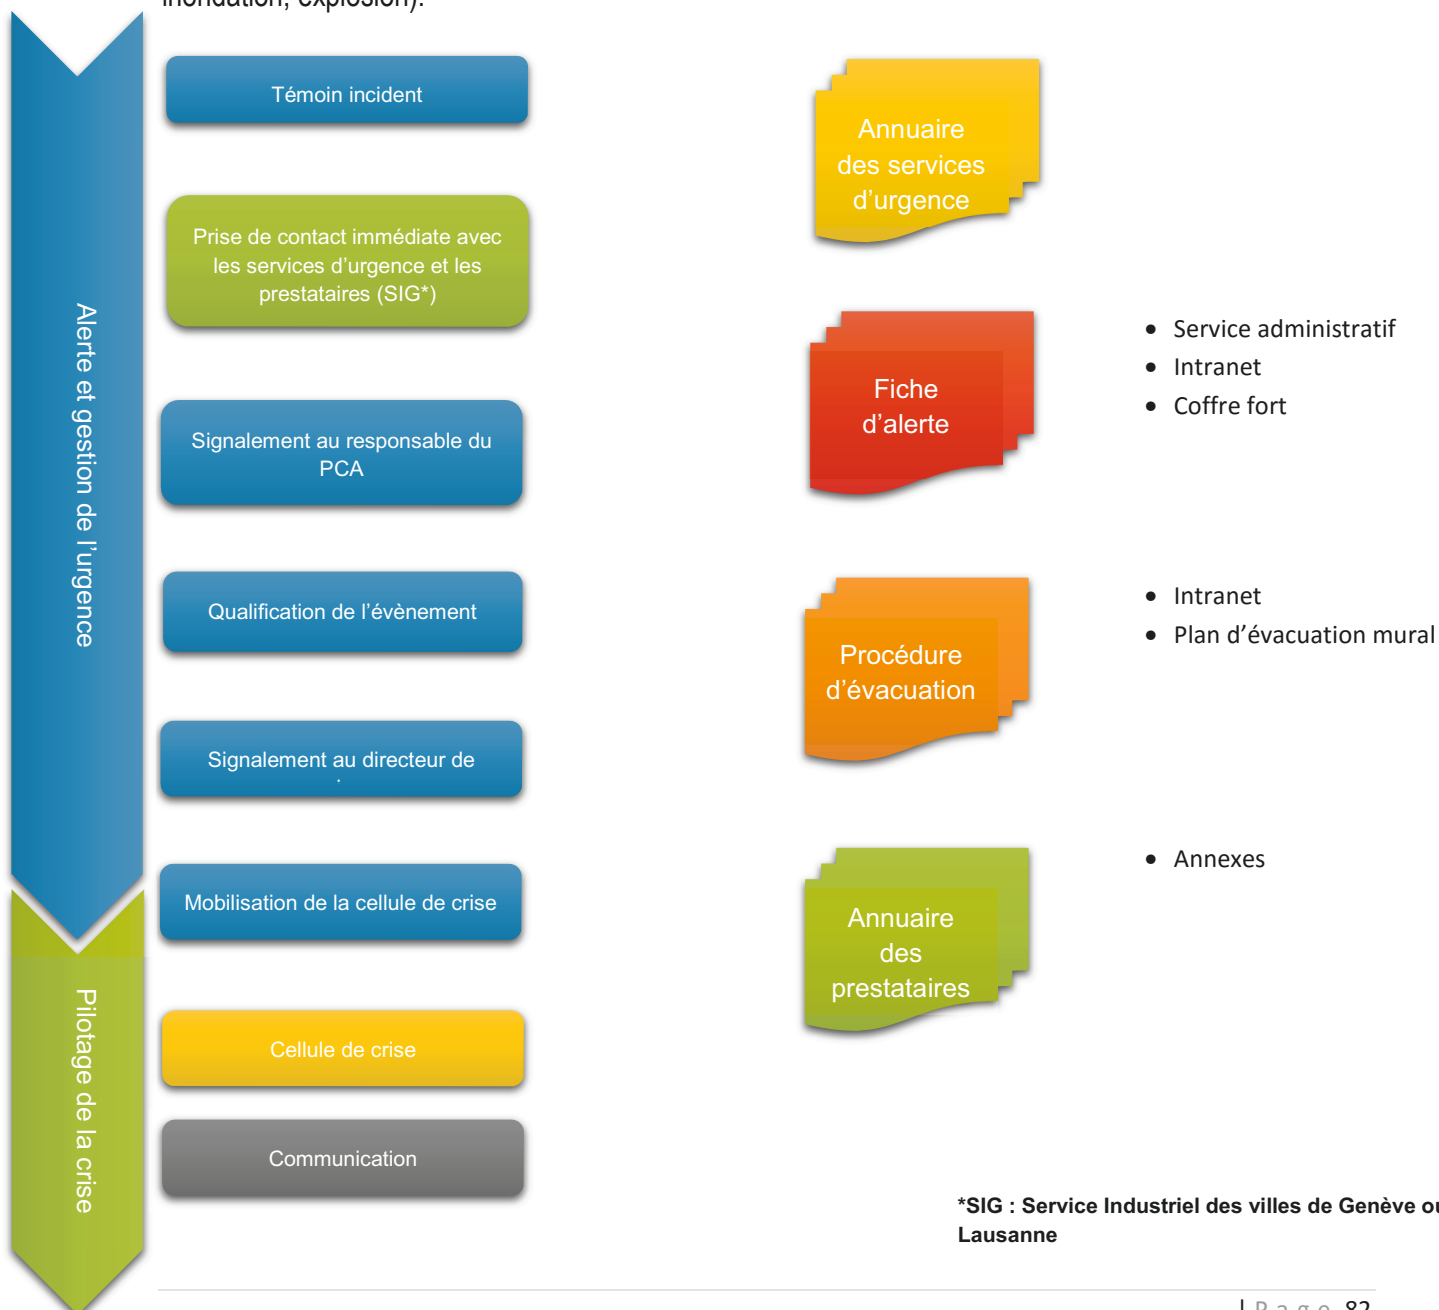 inondation, explosion).
Témoin incident
Prise de contact immédiate avec
les services d’urgence et les
prestataires (SIG*)
Signalement au responsable du
PCA
Qualification de l’évènement
Signalement au directeur de
Mobilisation de la cellule de crise
Cellule de crise
Communication
Alerte et gestion de l’urgence
Pilotage de la crise
Annuaire
des services
d’urgence
Fiche
d’alerte
• Service administratif
• Intranet
• Coffre fort
Procédure
d’évacuation
• Intranet
• Plan d’évacuation mural
Annuaire
des
prestataires
• Annexes
*SIG : Service Industriel des villes de Genève ou
Lausanne
| P a g e 82